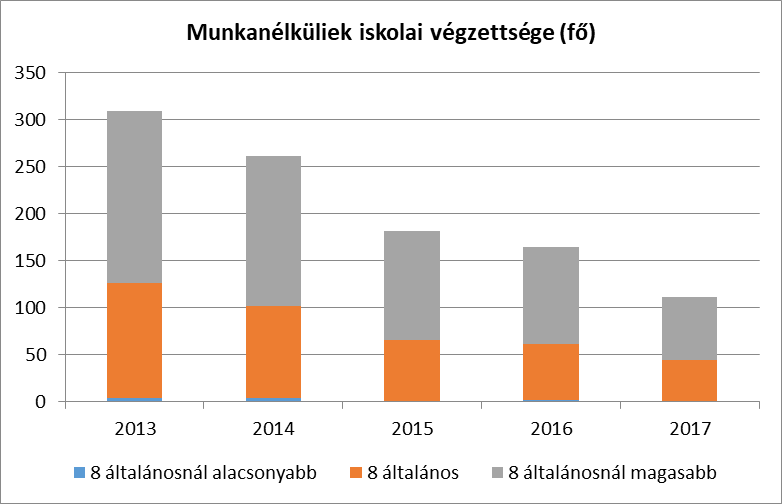 Munkanélküliek iskolai végzettsége (fő)
350
300
250
200
150
100
50
0
2013 2014 2015 2016 2017
8 általánosnál alacsonyabb 8 általános 8 általánosnál magasabb